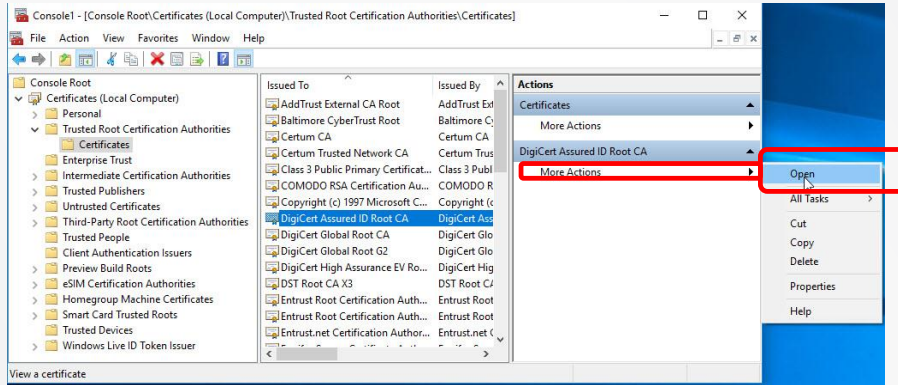 Console1 - [Console Root\Certificates (Local Computer)\Trusted Root Certification Authorities\Certificates]
File Action View Favorites Window Help
Console Root
Certificates (Local Computer)
Personal
Trusted Root Certification Authorities
Certificates
Enterprise Trust
Intermediate Certification Authorities
Trusted Publishers
Untrusted Certificates
Third-Party Root Certification Authorities
Trusted People
Client Authentication Issuers
Preview Build Roots
eSIM Certification Authorities
Homegroup Machine Certificates
Smart Card Trusted Roots
Trusted Devices
Windows Live ID Token Issuer
Issued To Issued By
AddTrust External CA Root AddTrust Ext
Baltimore CyberTrust Root Baltimore Cy
Certum CA Certum CA
Certum Trusted Network CA Certum Trus
Class 3 Public Primary Certificat... Class 3 Publ
COMODO RSA Certification Au... COMODO R
Copyright (c) 1997 Microsoft C... Copyright (c
DigiCert Assured ID Root CA DigiCert Ass
DigiCert Global Root CA DigiCert Glo
DigiCert Global Root G2 DigiCert Glo
DigiCert High Assurance EV Ro... DigiCert Hig
DST Root CA X3 DST Root CA
Entrust Root Certification Auth... Entrust Root
Entrust Root Certification Auth... Entrust Root
Entrust.net Certification Author... Entrust.net
Actions
Certificates
More Actions
DigiCert Assured ID Root CA
More Actions
Open
All Tasks
Cut
Copy
Delete
Properties
Help
View a certificate